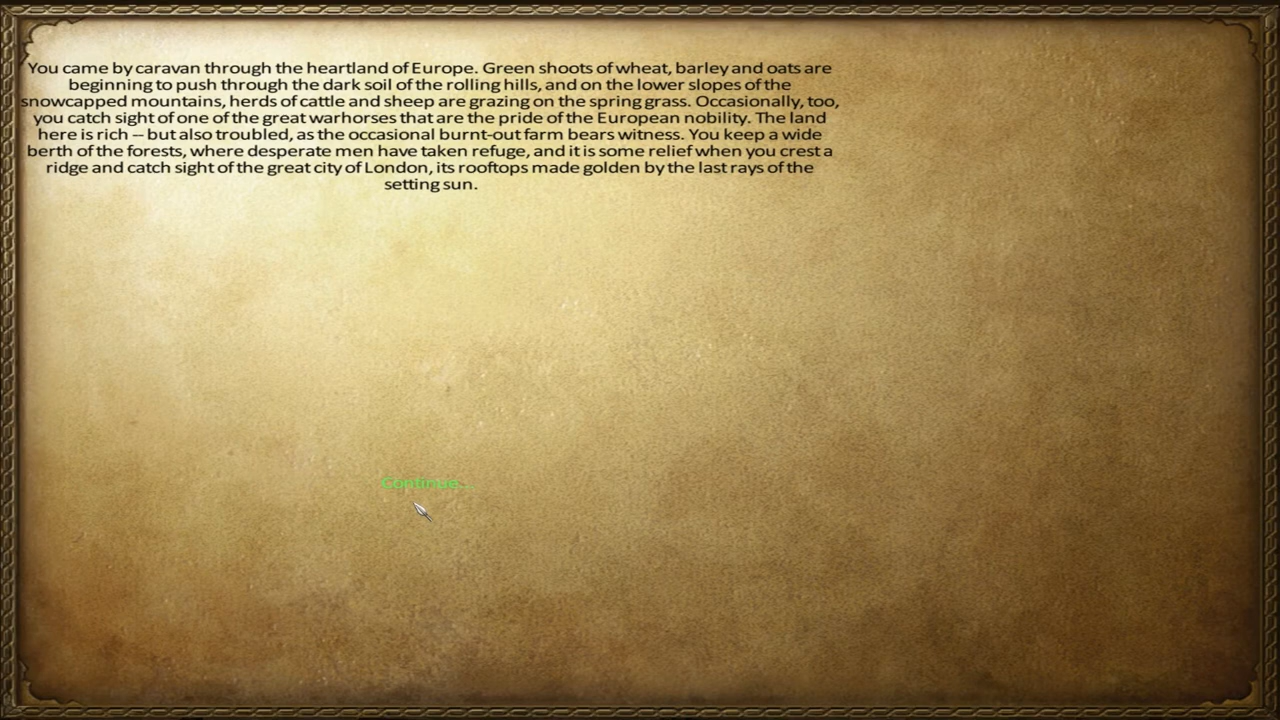 You came by caravan through the heartland of Europe. Green shoots of wheat, barley and oats are
beginning to push through the dark soil of the rolling hills, and on the lower slopes of the
snowcapped mountains, herds of cattle and sheep are grazing on the spring grass. Occasionally, too,
you catch sight of one of the great warhorses that are the pride of the European nobility. The land
here is rich -- but also troubled, as the occasional burnt-out farm bears witness. You keep a wide
berth of the forests, where desperate men have taken refuge, and it is some relief when you crest a
ridge and catch sight of the great city of London, its rooftops made golden by the last rays of the
setting sun.
Continue...